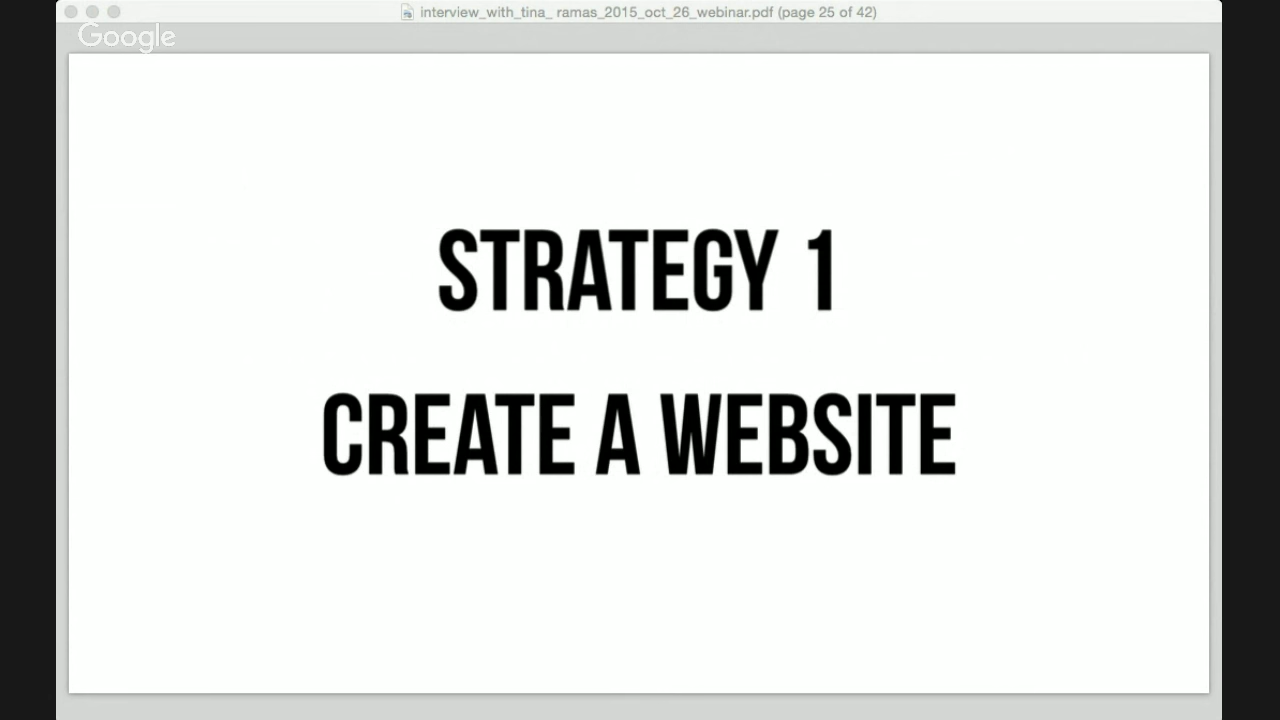 interview_with_tina_ ramas_2015_oct_26_webinar.pdf (page 25 of 42)
Google
STRATEGY 1
CREATE A WEBSITE